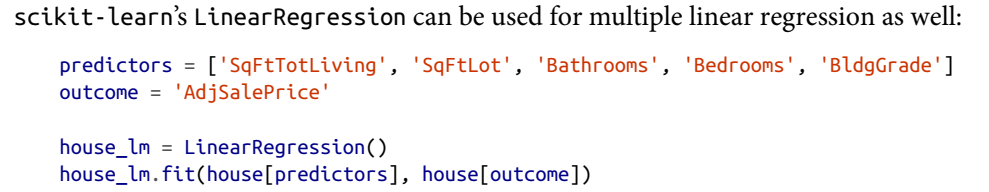 scikit-learn's LinearRegression can be used for multiple linear regression as well:
predictors = ['SqFtTotLiving', 'SqFtLot', 'Bathrooms', 'Bedrooms', 'BldgGrade']
outcome = 'AdjSalePrice'
house_lm = LinearRegression()
house_lm.fit(house[predictors], house[outcome])